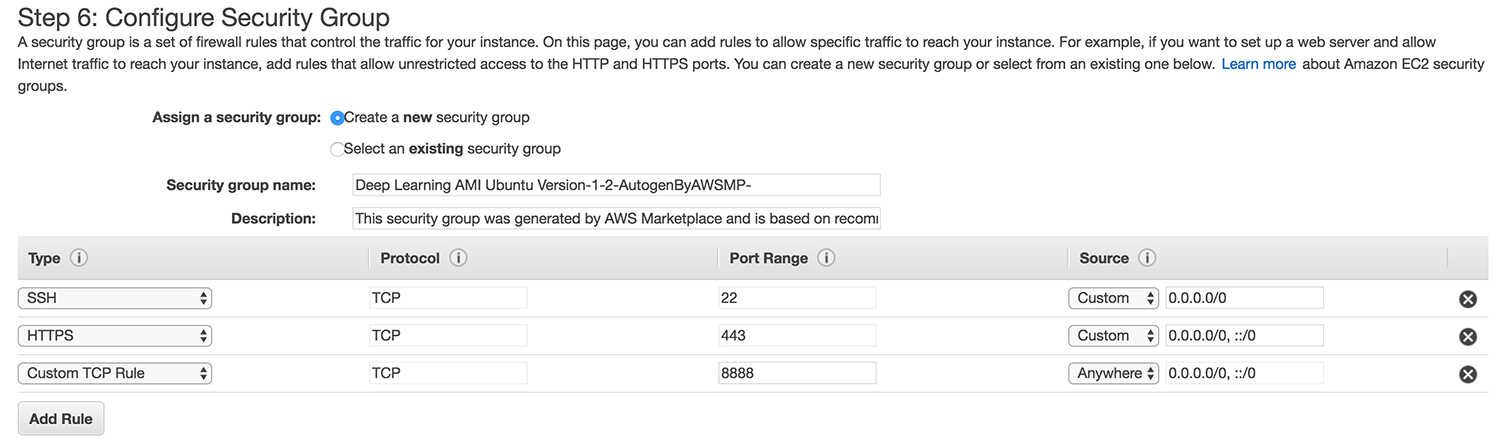 Step 6: Configure Security Group
A security group is a set of firewall rules that control the traffic for your instance. On this page, you can add rules to allow specific traffic to reach your instance. For example, if you want to set up a web server and allow
Internet traffic to reach your instance, add rules that allow unrestricted access to the HTTP and HTTPS ports. You can create a new security group or select from an existing one below. Learn more about Amazon EC2 security
groups.
Assign a security group: Create a new security group
Select an existing security group
Security group name: Deep Learning AMI Ubuntu Version-1-2-AutogenByAWSMP-
Description: This security group was generated by AWS Marketplace and is based on
Type i Protocol i Port Range i Source i
SSH TCP 22 Custom 0.0.0.0/0
HTTPS TCP 443 Custom 0.0.0.0/0, ::/0
Custom TCP Rule TCP 8888 Anywhere 0.0.0.0/0, ::/0
Add Rule